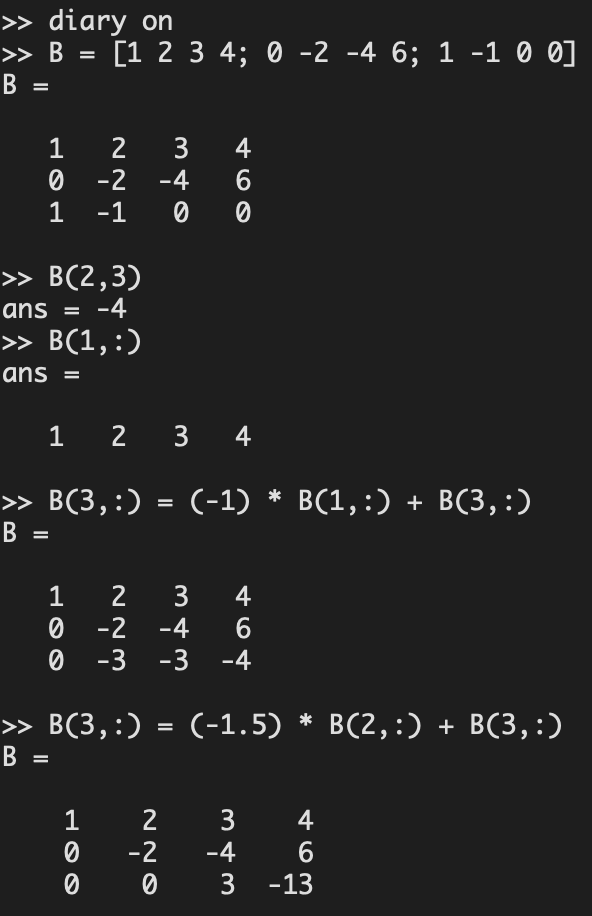 >> diary on
>> B = [1 2 3 4; 0 -2 -4 6; 1 -1 0 0]
B =
1 2 3 4
0 -2 -4 6
1 -1 0 0
>> B(2,3)
ans = -4
>> B(1,:)
ans =
1 2 3 4
>> B(3,:) = (-1) * B(1,:) + B(3,:)
B =
1 2 3 4
0 -2 -4 6
0 -3 -3 -4
>> B(3,:) = (-1.5) * B(2,:) + B(3,:)
B =
1 2 3 4
0 -2 -4 6
0 0 3 -13